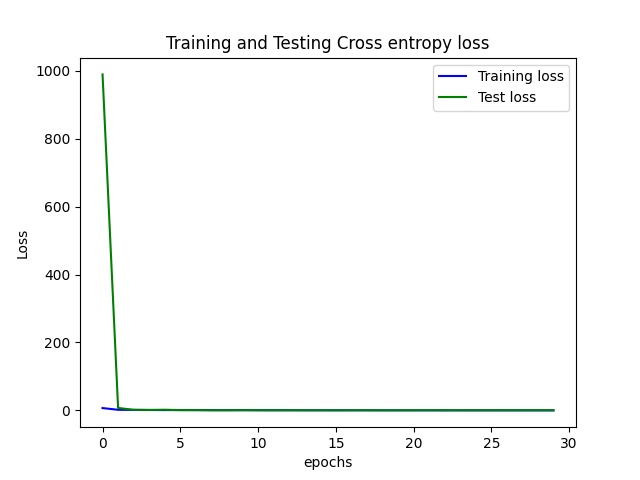 Training and Testing Cross entropy loss
Training loss
Test loss
1000
800
600
400
200
0
Loss
0 5 10 15 20 25 30
epochs